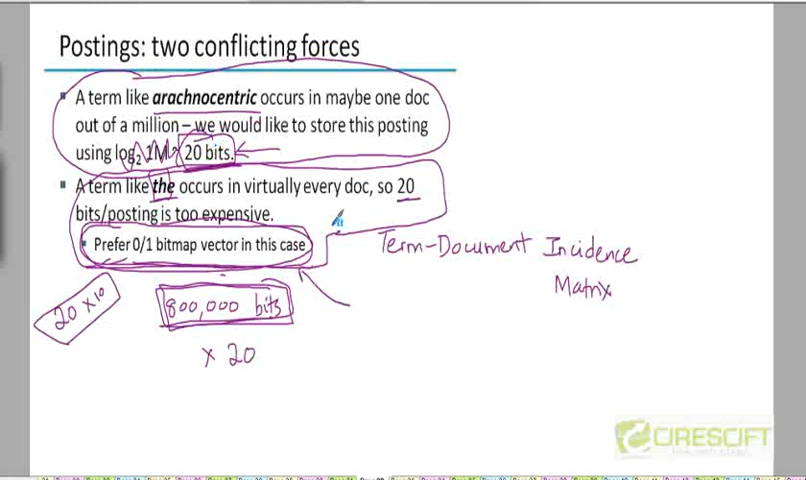 Postings: two conflicting forces
A term like arachnocentric occurs in maybe one doc
out of a million – we would like to store this posting
using log2 1M ~ 20 bits.
A term like the occurs in virtually every doc, so 20
bits/posting is too expensive.
Prefer 0/1 bitmap vector in this case
Term-Document Incidence
Matrix
20 x 10
800,000 bits
x 20
CIRESCIFT